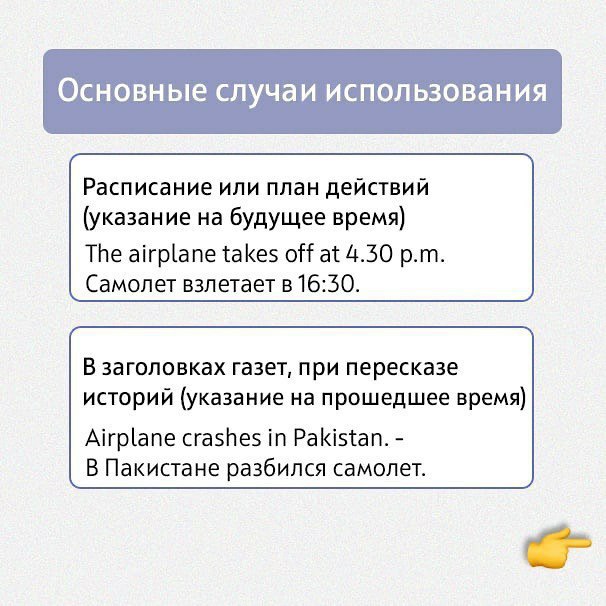 Основные случаи использования
Расписание или план действий
(указание на будущее время)
The airplane takes off at 4.30 p.m.
Самолет взлетает в 16:30.
В заголовках газет, при пересказе
историй (указание на прошедшее время)
Airplane crashes in Pakistan. -
В Пакистане разбился самолет.